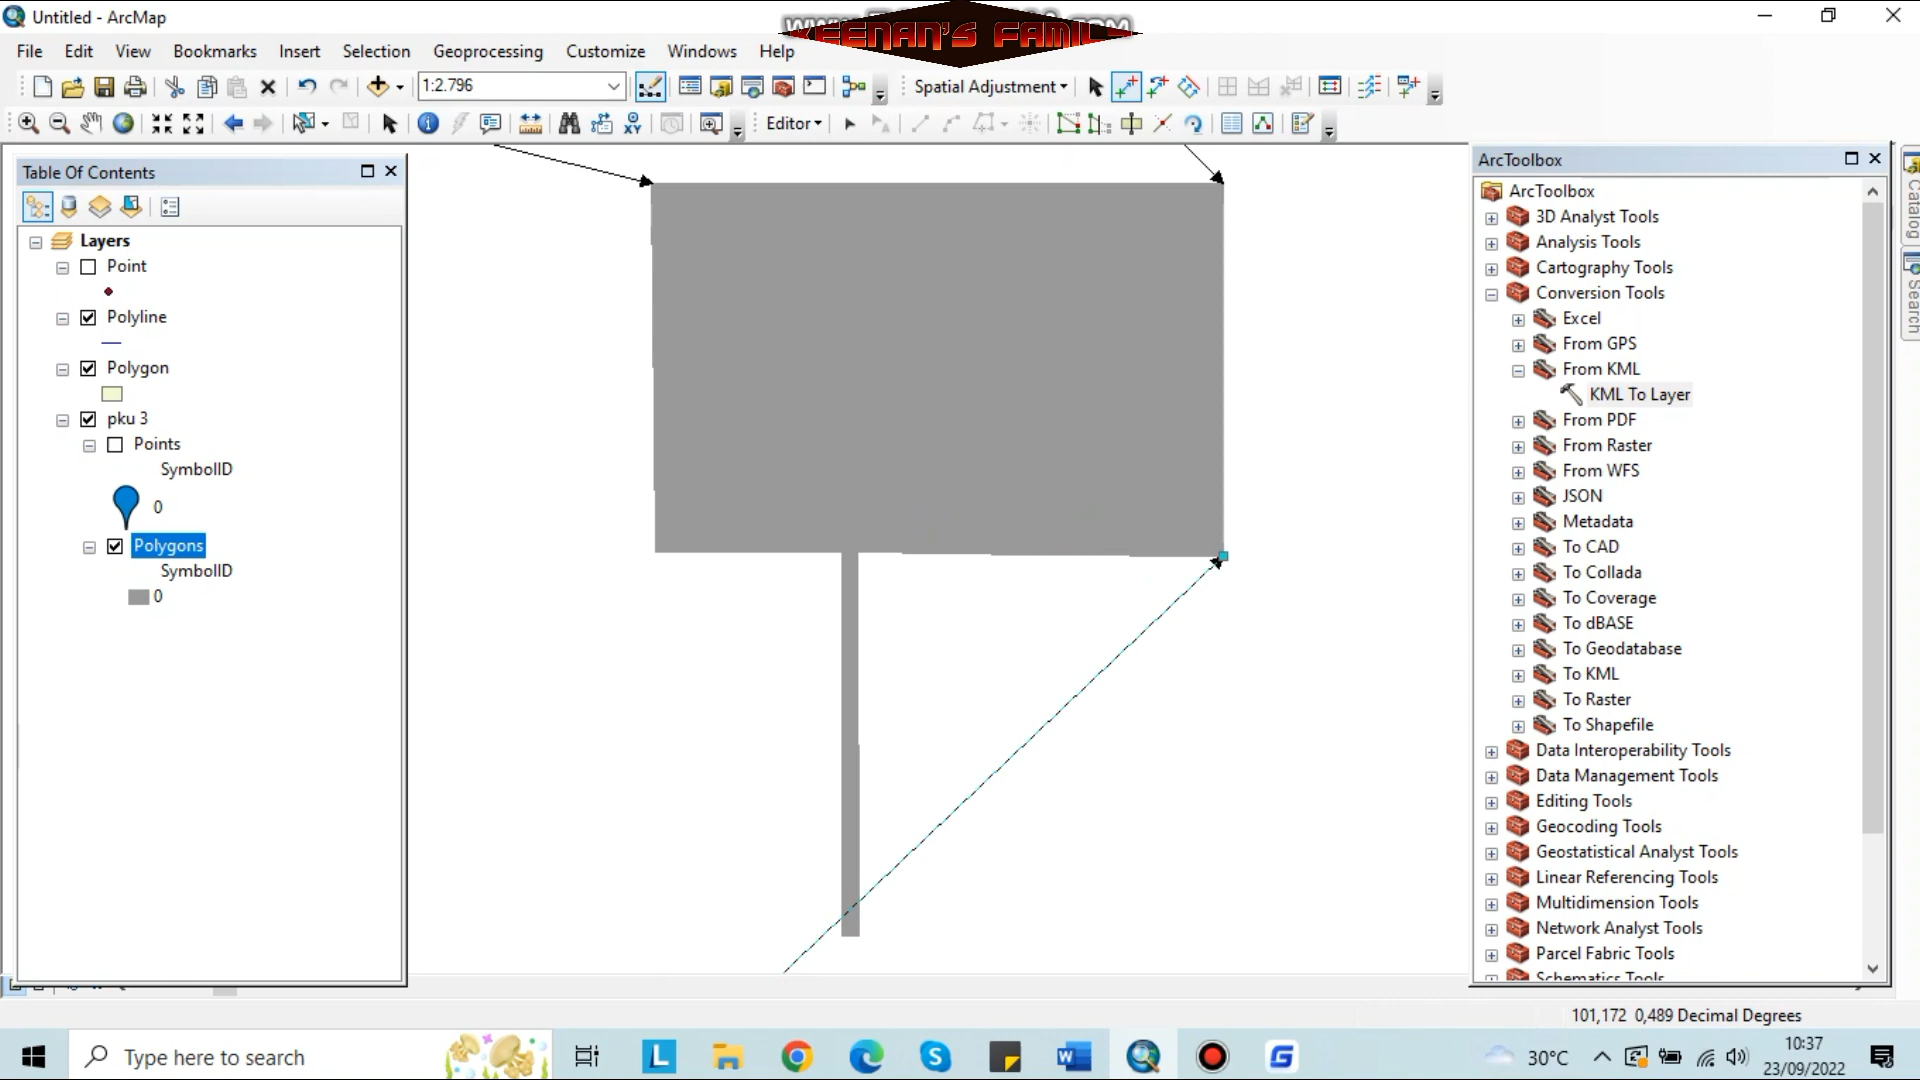 Untitled - ArcMap
KEENAN'S FAMILY
File Edit View Bookmarks Insert Selection Geoprocessing Customize Windows Help
1:2.796
Spatial Adjustment
Editor
Table Of Contents
Layers
Point
Polyline
Polygon
pku 3
Points
SymbolID
0
Polygons
SymbolID
0
ArcToolbox
ArcToolbox
3D Analyst Tools
Analysis Tools
Cartography Tools
Conversion Tools
Excel
From GPS
From KML
KML To Layer
From PDF
From Raster
From WFS
JSON
Metadata
To CAD
To Collada
To Coverage
To dBASE
To Geodatabase
To KML
To Raster
To Shapefile
Data Interoperability Tools
Data Management Tools
Editing Tools
Geocoding Tools
Geostatistical Analyst Tools
Linear Referencing Tools
Multidimension Tools
Network Analyst Tools
Parcel Fabric Tools
Schematics Tools
Catalog
Search
101,172 0,489 Decimal Degrees
Type here to search
30°C
10:37
23/09/2022